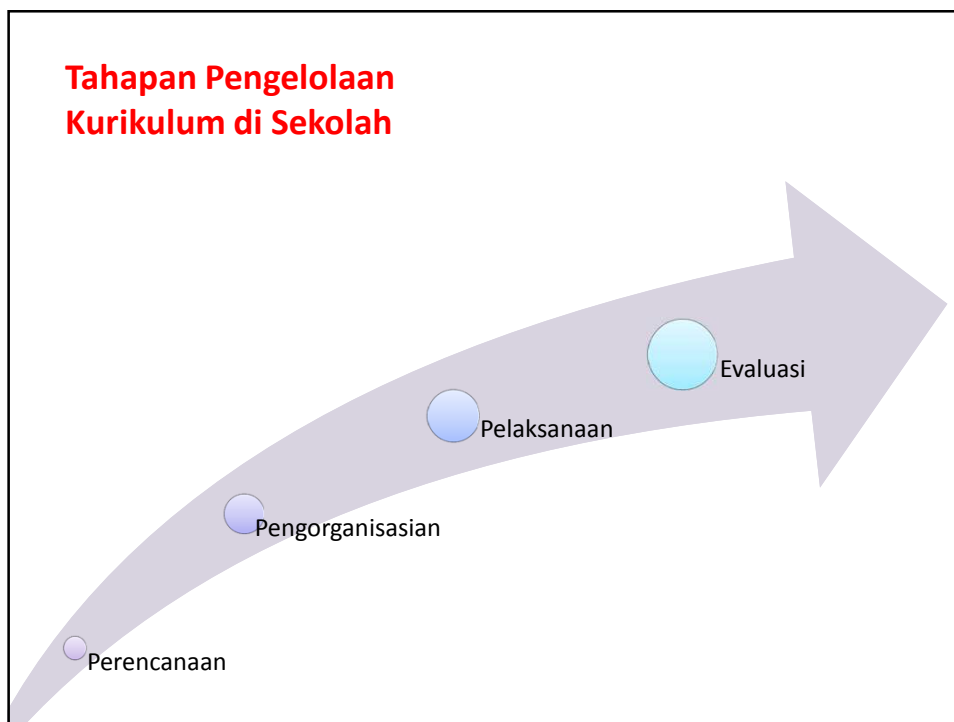 Tahapan Pengelolaan
Kurikulum di Sekolah
Evaluasi
Pelaksanaan
Pengorganisasian
Perencanaan